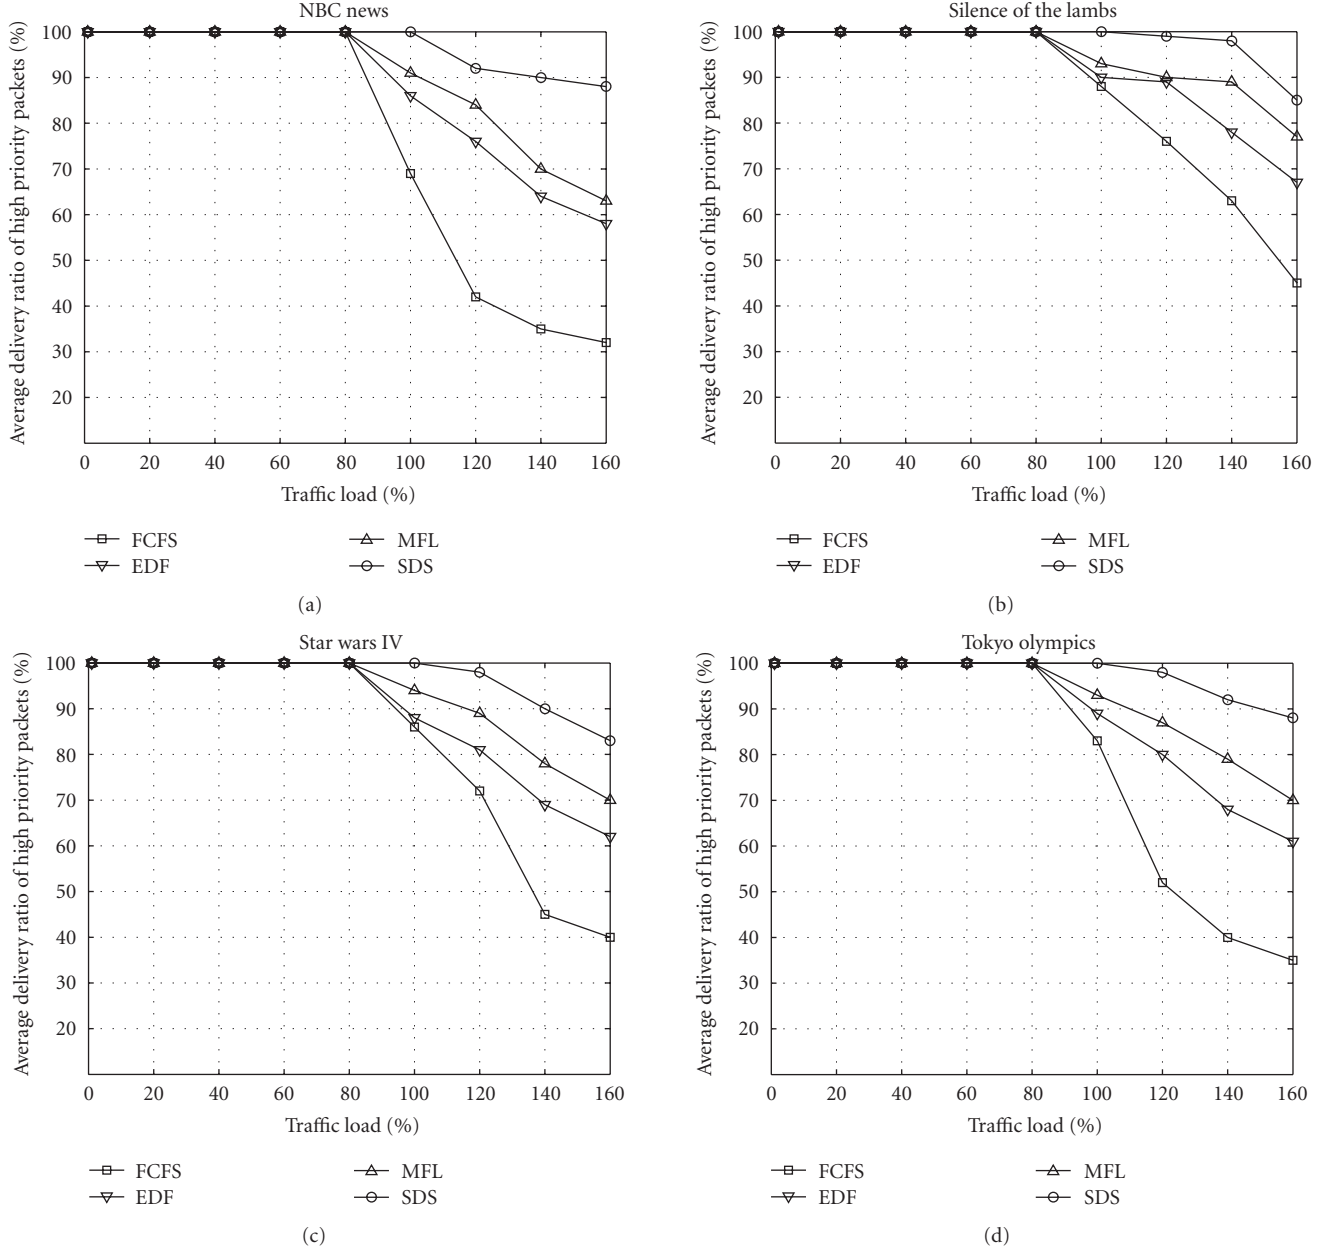 NBC news
Average delivery ratio of high priority packets (%)
100
90
80
70
60
50
40
30
20
0 20 40 60 80 100 120 140 160
Traffic load (%)
FCFS MFL
EDF SDS
(a)
Silence of the lambs
Average delivery ratio of high priority packets (%)
100
90
80
70
60
50
40
30
20
0 20 40 60 80 100 120 140 160
Traffic load (%)
FCFS MFL
EDF SDS
(b)
Star wars IV
Average delivery ratio of high priority packets (%)
100
90
80
70
60
50
40
30
20
0 20 40 60 80 100 120 140 160
Traffic load (%)
FCFS MFL
EDF SDS
(c)
Tokyo olympics
Average delivery ratio of high priority packets (%)
100
90
80
70
60
50
40
30
20
0 20 40 60 80 100 120 140 160
Traffic load (%)
FCFS MFL
EDF SDS
(d)